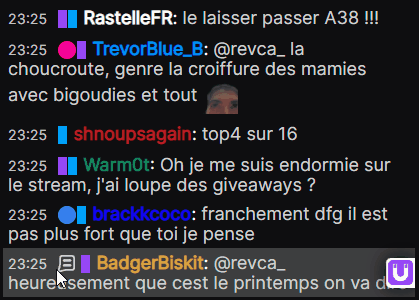 23:25 RastelleFR: le laisser passer A38 !!!
23:25 TrevorBlue_B: @revca_ la
choucroute, genre la croiffure des mamies
avec bigoudies et tout
23:25 shnoupsagain: top4 sur 16
23:25 Warm0t: Oh je me suis endormie sur
le stream, j'ai loupe des giveaways ?
23:25 brackkcoco: franchement dfg il est
pas plus fort que toi je pense
23:25 BadgerBiskit: @revca_
heureusement que cest le printemps on va